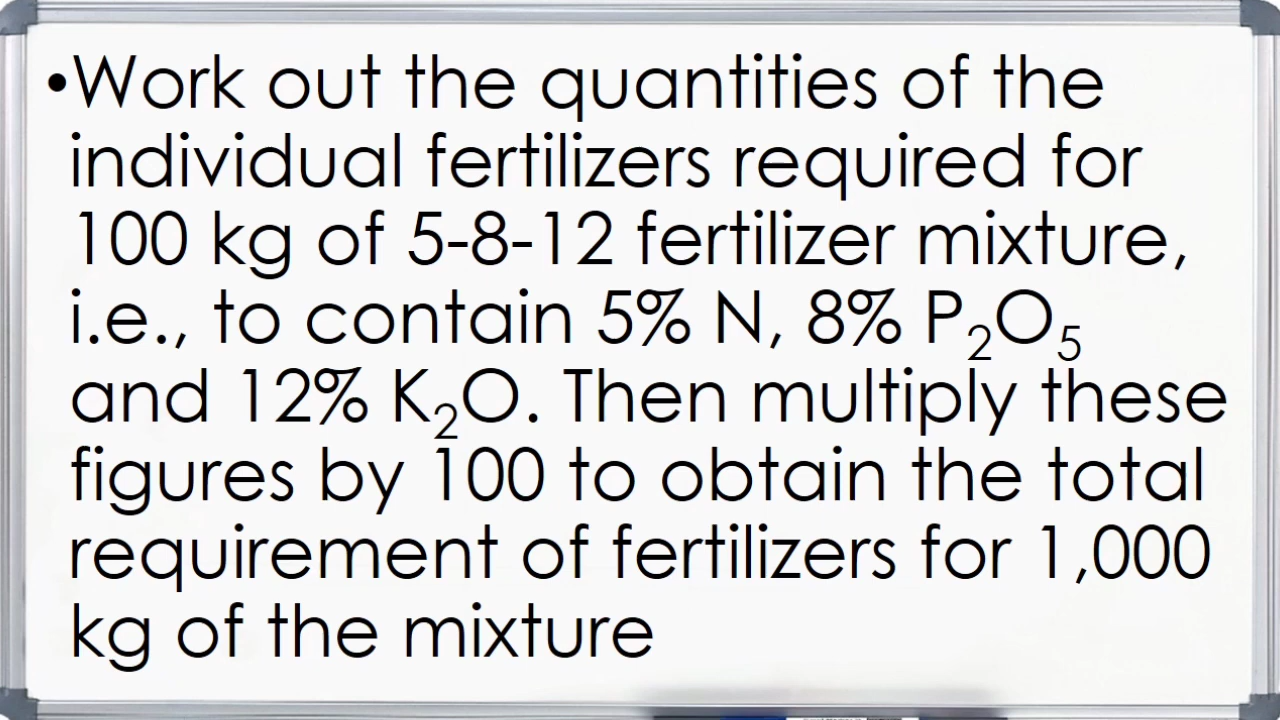 •Work out the quantities of the
individual fertilizers required for
100 kg of 5-8-12 fertilizer mixture,
i.e., to contain 5% N, 8% P₂O₅
and 12% K₂O. Then multiply these
figures by 100 to obtain the total
requirement of fertilizers for 1,000
kg of the mixture